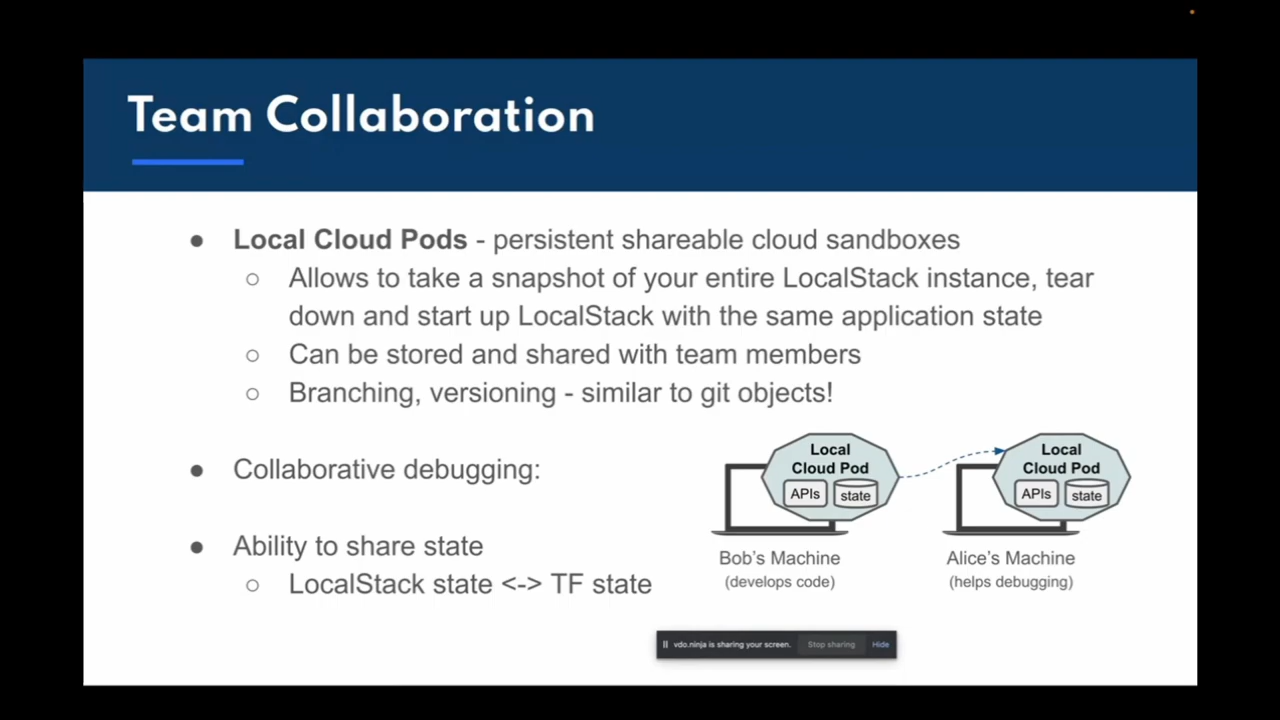 Team Collaboration
● Local Cloud Pods - persistent shareable cloud sandboxes
○ Allows to take a snapshot of your entire LocalStack instance, tear
down and start up LocalStack with the same application state
○ Can be stored and shared with team members
○ Branching, versioning - similar to git objects!
● Collaborative debugging:
● Ability to share state
○ LocalStack state <-> TF state
Local
Cloud Pod
APIs
state
Bob's Machine
(develops code)
Local
Cloud Pod
APIs
state
Alice's Machine
(helps debugging)
vdo.ninja is sharing your screen. Stop sharing Hide